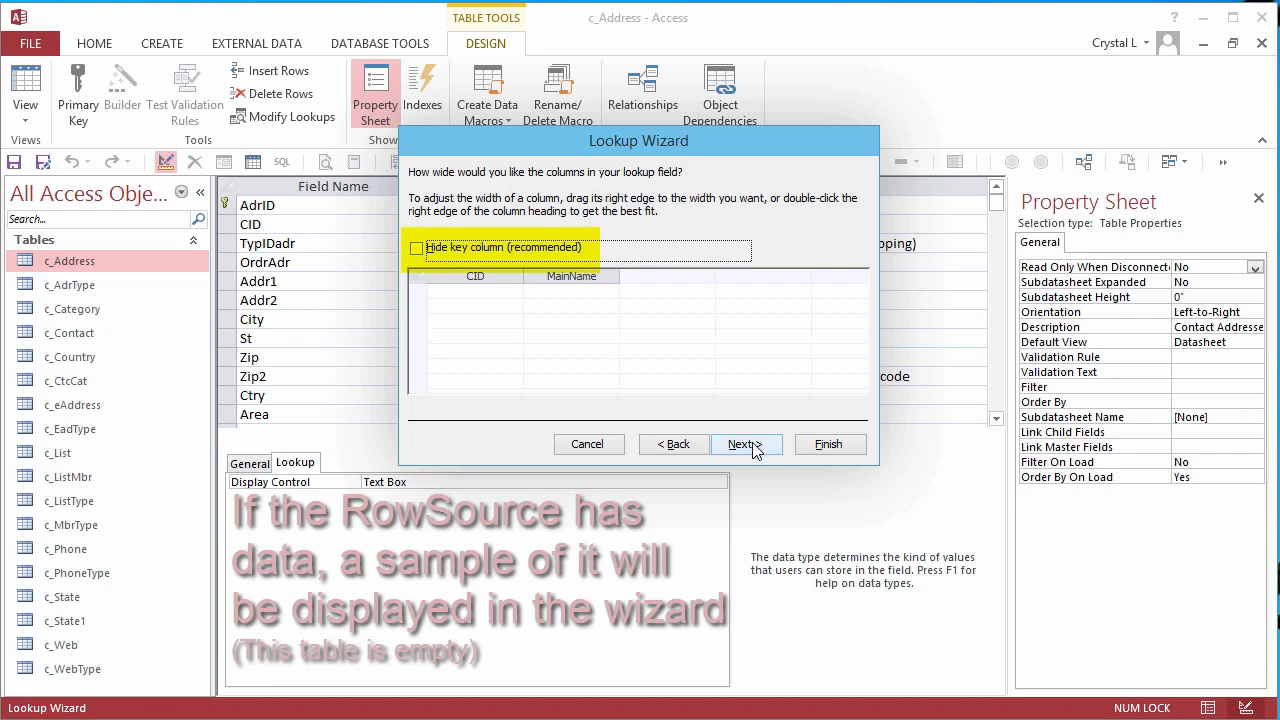 TABLE TOOLS
c_Address - Access
?
FILE
HOME
CREATE
EXTERNAL DATA
DATABASE TOOLS
DESIGN
Crystal L
View
Primary
Key
Builder
Test Validation
Rules
Insert Rows
Delete Rows
Modify Lookups
Property
Sheet
Indexes
Create Data
Macros
Rename/
Delete Macro
Relationships
Object
Dependencies
Views
Tools
Show
SQL
All Access Obje...
Search...
Tables
c_Address
c_AdrType
c_Category
c_Contact
c_Country
c_CtcCat
c_eAddress
c_EadType
c_List
c_ListMbr
c_ListType
c_MbrType
c_Phone
c_PhoneType
c_State
c_State1
c_Web
c_WebType
Field Name
AdrID
CID
TypIDadr
OrdrAdr
Addr1
Addr2
City
St
Zip
Zip2
Ctry
Area
pping)
code
Lookup Wizard
How wide would you like the columns in your lookup field?
To adjust the width of a column, drag its right edge to the width you want, or double-click the
right edge of the column heading to get the best fit.
Hide key column (recommended)
CID MainName
Cancel
< Back
Next >
Finish
General Lookup
Display Control Text Box
If the RowSource has
data, a sample of it will
be displayed in the wizard
(This table is empty)
The data type determines the kind of values
that users can store in the field. Press F1 for
help on data types.
Property Sheet
Selection type: Table Properties
General
Read Only When Disconnecte No
Subdatasheet Expanded No
Subdatasheet Height 0"
Orientation Left-to-Right
Description Contact Addresse
Default View Datasheet
Validation Rule
Validation Text
Filter
Order By
Subdatasheet Name [None]
Link Child Fields
Link Master Fields
Filter On Load No
Order By On Load Yes
Lookup Wizard
NUM LOCK